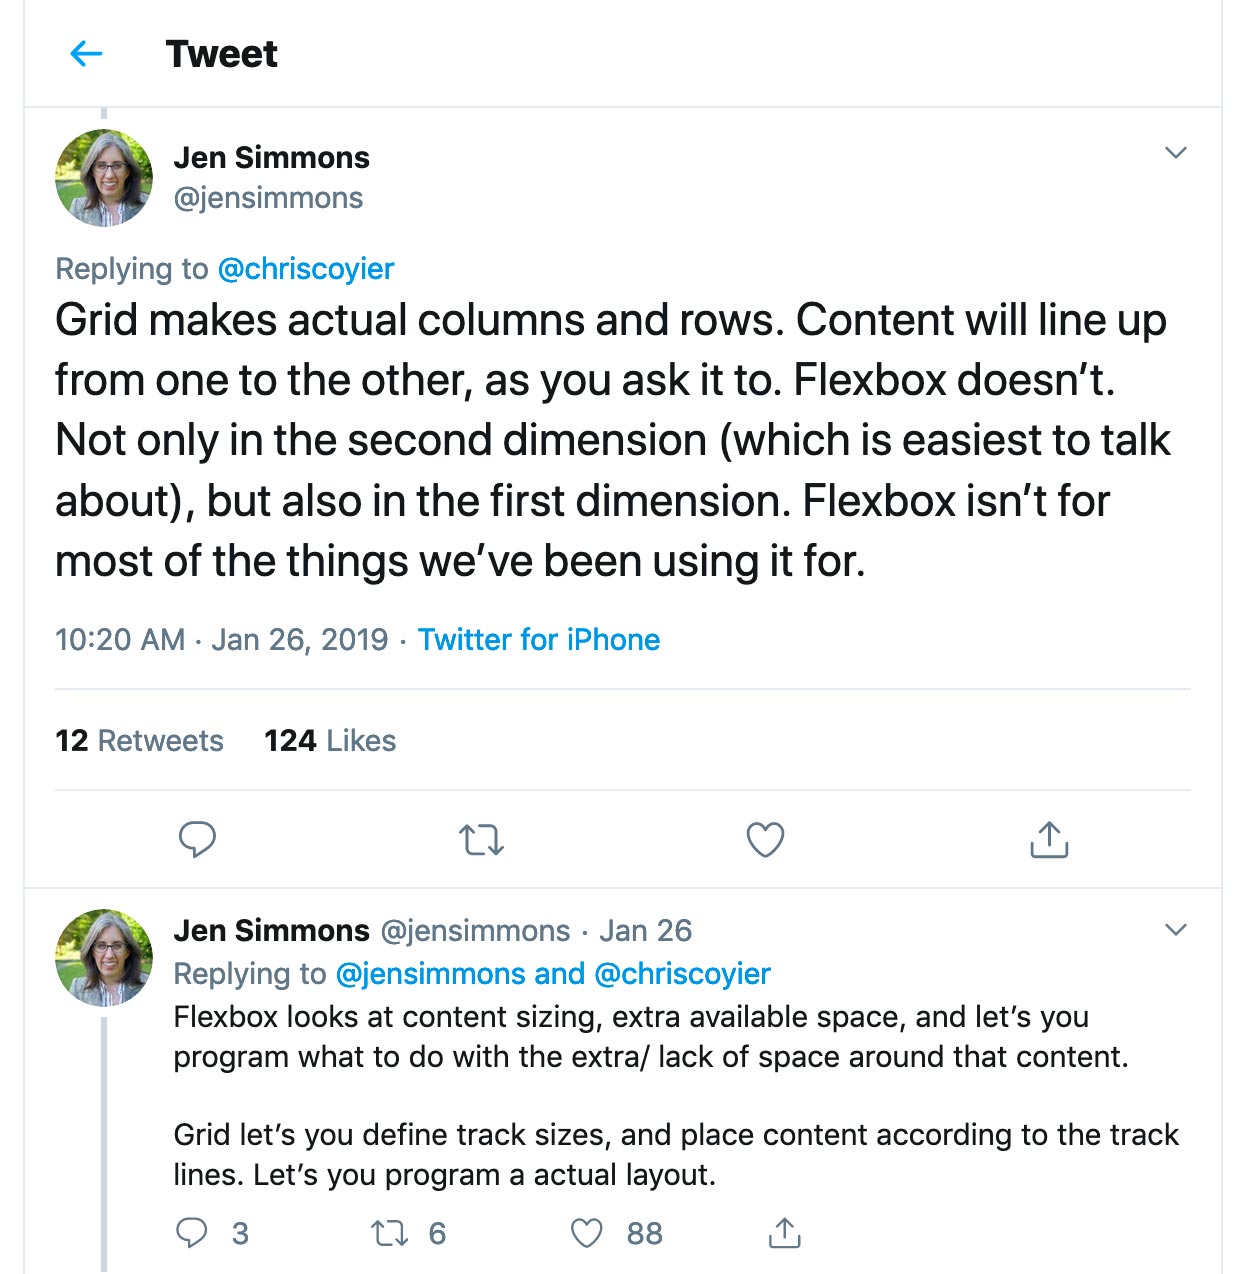 Tweet
Jen Simmons
@jensimmons
Replying to @chriscoyier
Grid makes actual columns and rows. Content will line up
from one to the other, as you ask it to. Flexbox doesn’t.
Not only in the second dimension (which is easiest to talk
about), but also in the first dimension. Flexbox isn’t for
most of the things we’ve been using it for.
10:20 AM · Jan 26, 2019 · Twitter for iPhone
12 Retweets 124 Likes
Jen Simmons @jensimmons · Jan 26
Replying to @jensimmons and @chriscoyier
Flexbox looks at content sizing, extra available space, and let’s you
program what to do with the extra/ lack of space around that content.
Grid let’s you define track sizes, and place content according to the track
lines. Let’s you program a actual layout.
3 6 88